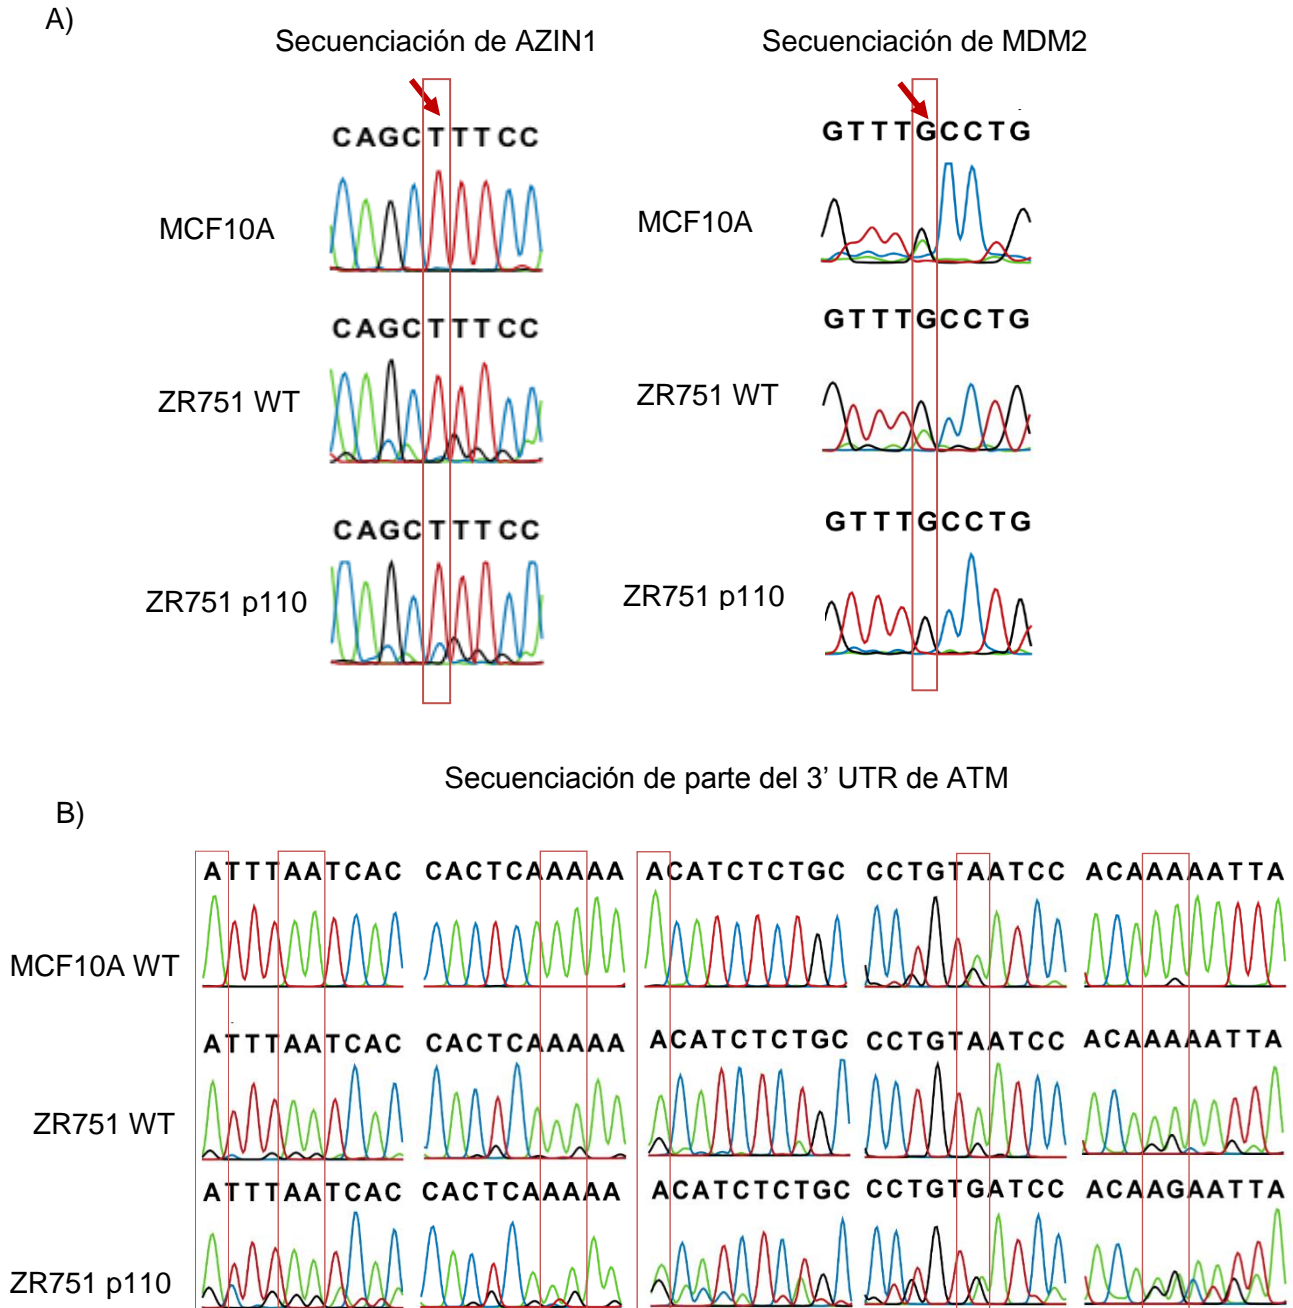 A)
Secuenciación de AZIN1 Secuenciación de MDM2
CAGCTTTCC GTTTGCCTG
MCF10A MCF10A
CAGCTTTCC GTTTGCCTG
ZR751 WT ZR751 WT
CAGCTTTCC GTTTGCCTG
ZR751 p110 ZR751 p110
Secuenciación de parte del 3’ UTR de ATM
B)
ATTTAATCAC CACTCAAAAA ACATCTCTGC CCTGTAATCC ACAAAAATTA
MCF10A WT
ATTTAATCAC CACTCAAAAA ACATCTCTGC CCTGTAATCC ACAAAAATTA
ZR751 WT
ATTTAATCAC CACTCAAAAA ACATCTCTGC CCTGTGATCC ACAAGAATTA
ZR751 p110